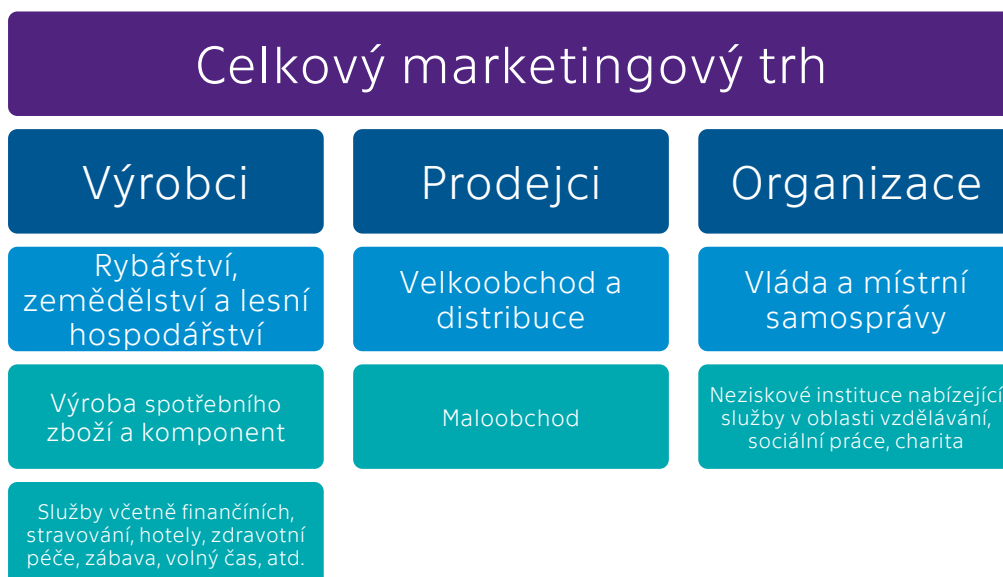 Celkový marketingový trh
Výrobci
Prodejci
Organizace
Rybářství,
zemědělství a lesní
hospodářství
Velkoobchod a
distribuce
Vláda a místrní
samosprávy
Výroba spotřebního
zboží a komponent
Maloobchod
Neziskové instituce nabízející
služby v oblasti vzdělávání,
sociální práce, charita
Služby včetně finančíních,
stravování, hotely, zdravotní
péče, zábava, volný čas, atd.